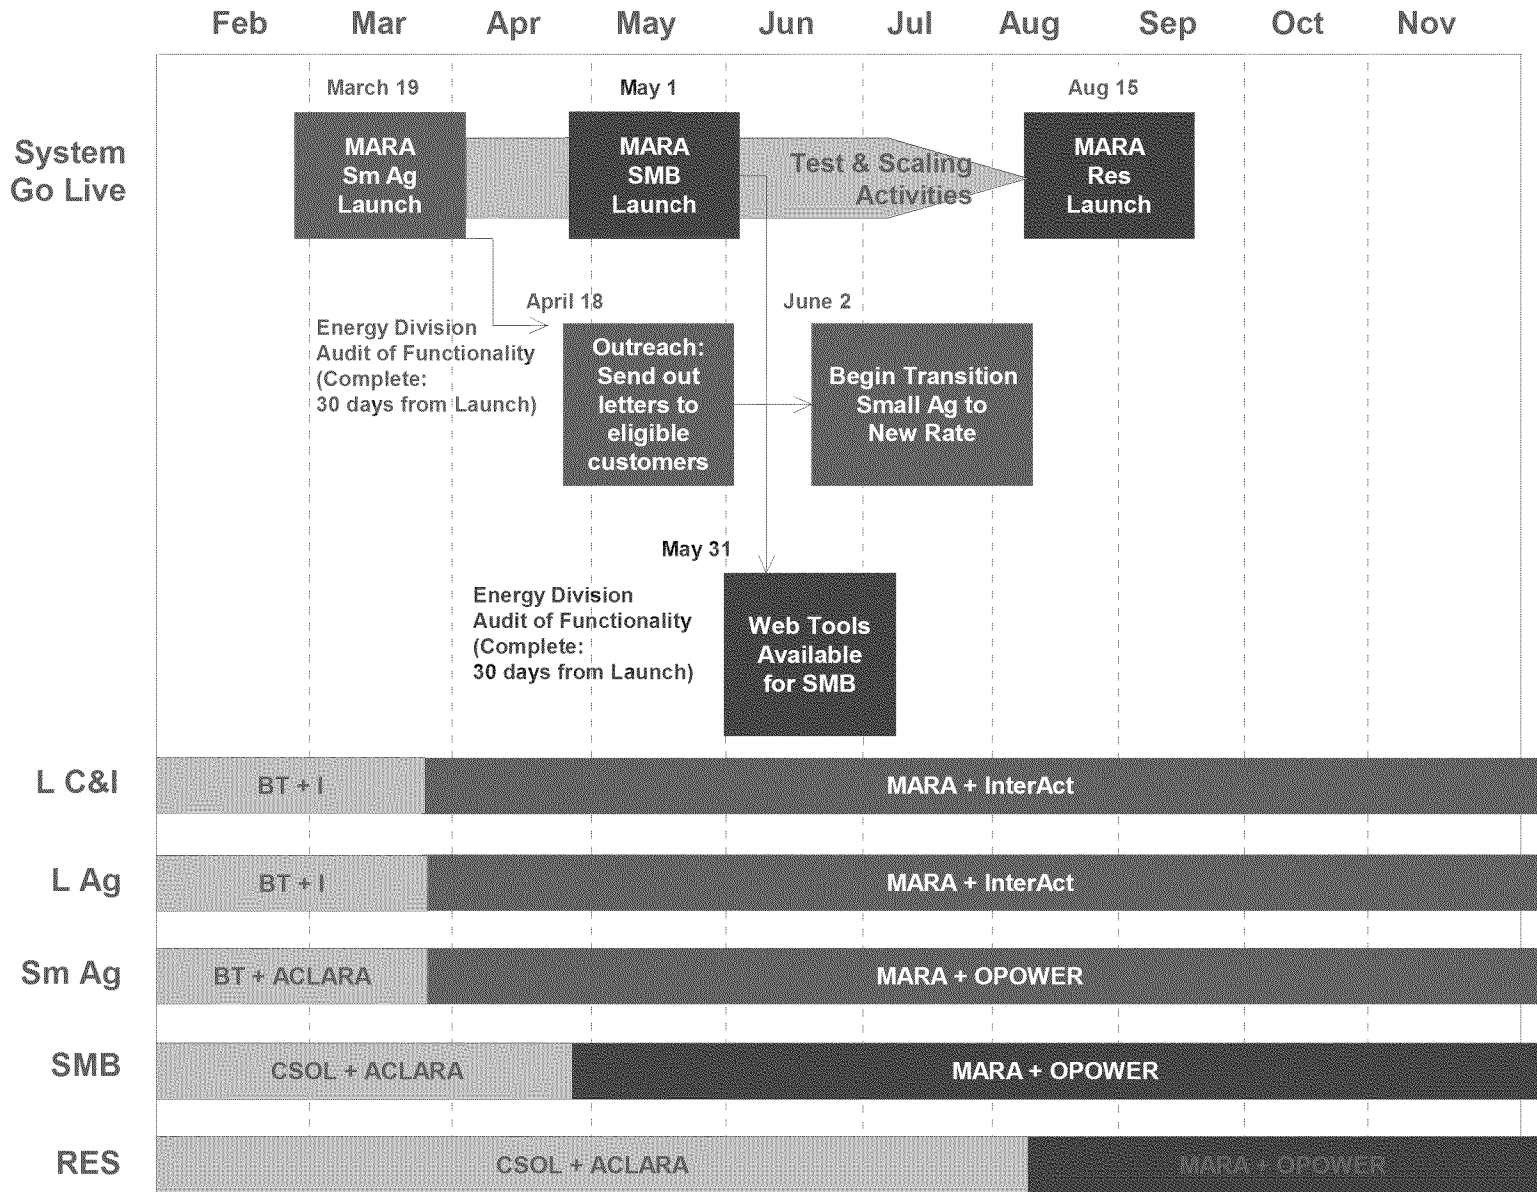 Feb Mar Apr May Jun Jul Aug Sep Oct Nov
March 19
May 1
Aug 15
System
Go Live
MARA
Sm Ag
Launch
MARA
SMB
Launch
Test & Scaling
Activities
MARA
Res
Launch
April 18
June 2
Energy Division
Audit of Functionality
(Complete:
30 days from Launch)
Outreach:
Send out
letters to
eligible
customers
Begin Transition
Small Ag to
New Rate
May 31
Energy Division
Audit of Functionality
(Complete:
30 days from Launch)
Web Tools
Available
for SMB
L C&I
BT + I
MARA + InterAct
L Ag
BT + I
MARA + InterAct
Sm Ag
BT + ACLARA
MARA + OPOWER
SMB
CSOL + ACLARA
MARA + OPOWER
RES
CSOL + ACLARA
MARA + OPOWER